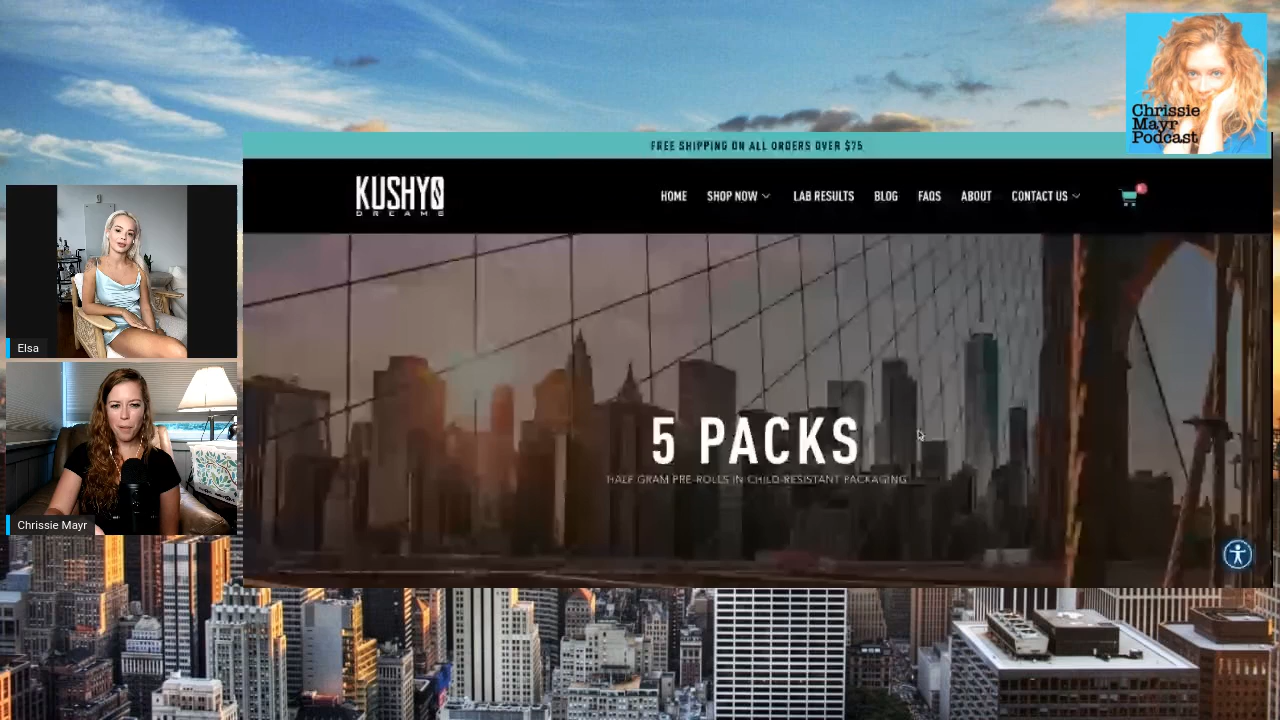 Chrissie
Mayr
Podcast
FREE SHIPPING ON ALL ORDERS OVER $75
KUSHY
DREAMS
HOME
SHOP NOW
LAB RESULTS
BLOG
FAQS
ABOUT
CONTACT US
5 PACKS
HALF GRAM PRE-ROLLS IN CHILD-RESISTANT PACKAGING
Elsa
Chrissie Mayr